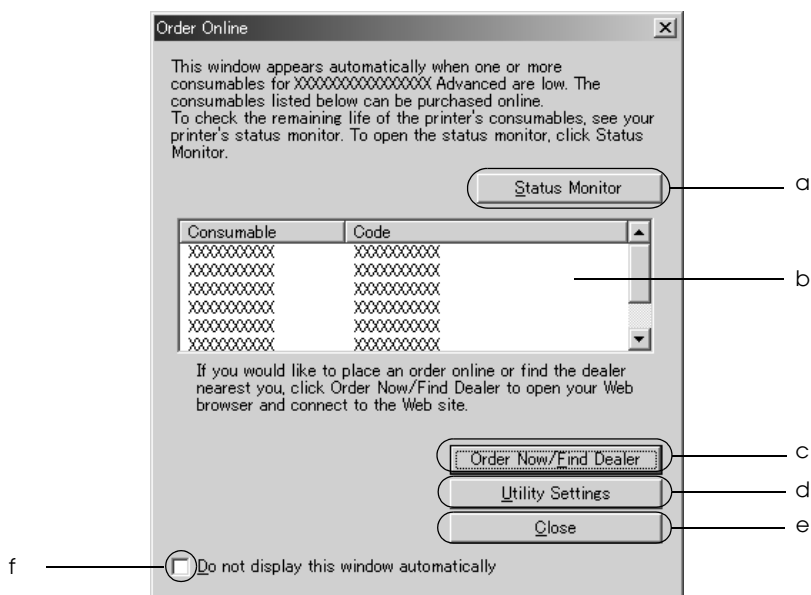 Order Online
This window appears automatically when one or more
consumables for XXXXXXXXXXXXXXXX Advanced are low. The
consumables listed below can be purchased online.
To check the remaining life of the printer's consumables, see your
printer's status monitor. To open the status monitor, click Status
Monitor.
Status Monitor
a
Consumable Code
XXXXXXXXXX XXXXXXXXXX
XXXXXXXXXX XXXXXXXXXX
XXXXXXXXXX XXXXXXXXXX
XXXXXXXXXX XXXXXXXXXX
XXXXXXXXXX XXXXXXXXXX
XXXXXXXXXX XXXXXXXXXX
b
If you would like to place an order online or find the dealer
nearest you, click Order Now/Find Dealer to open your Web
browser and connect to the Web site.
Order Now/Find Dealer
c
Utility Settings
d
Close
e
f
Do not display this window automatically